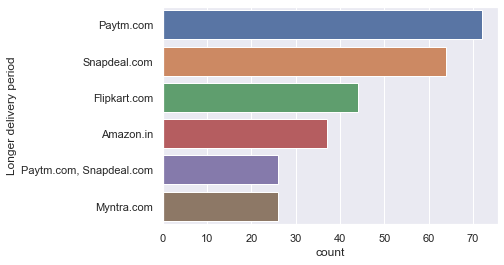 Longer delivery period
Paytm.com
Snapdeal.com
Flipkart.com
Amazon.in
Paytm.com, Snapdeal.com
Myntra.com
0 10 20 30 40 50 60 70
count